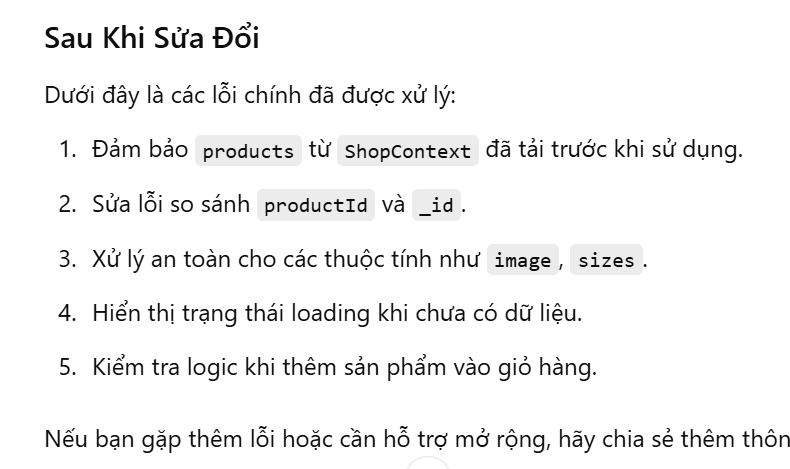 Sau Khi Sửa Đổi
Dưới đây là các lỗi chính đã được xử lý:
1. Đảm bảo products từ ShopContext đã tải trước khi sử dụng.
2. Sửa lỗi so sánh productId và _id.
3. Xử lý an toàn cho các thuộc tính như image, sizes.
4. Hiển thị trạng thái loading khi chưa có dữ liệu.
5. Kiểm tra logic khi thêm sản phẩm vào giỏ hàng.
Nếu bạn gặp thêm lỗi hoặc cần hỗ trợ mở rộng, hãy chia sẻ thêm thôn